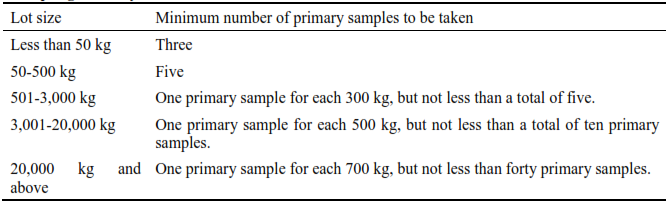 Lot size Minimum number of primary samples to be taken
Less than 50 kg Three
50-500 kg Five
501-3,000 kg One primary sample for each 300 kg, but not less than a total of five.
3,001-20,000 kg One primary sample for each 500 kg, but not less than a total of ten primary
samples.
20,000 kg and One primary sample for each 700 kg, but not less than forty primary samples.
above